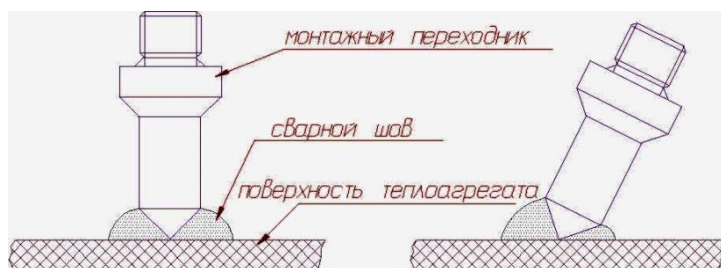 монтажный переходник
сварной шов
поверхность теплоагрегата